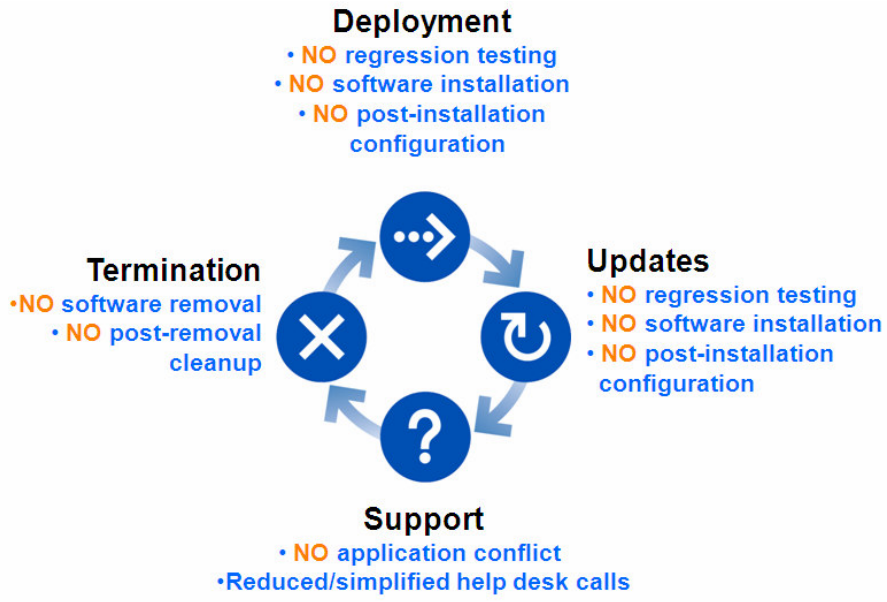 Deployment
• NO regression testing
• NO software installation
• NO post-installation
configuration
Termination
•NO software removal
• NO post-removal
cleanup
Updates
• NO regression testing
• NO software installation
• NO post-installation
configuration
Support
• NO application conflict
•Reduced/simplified help desk calls